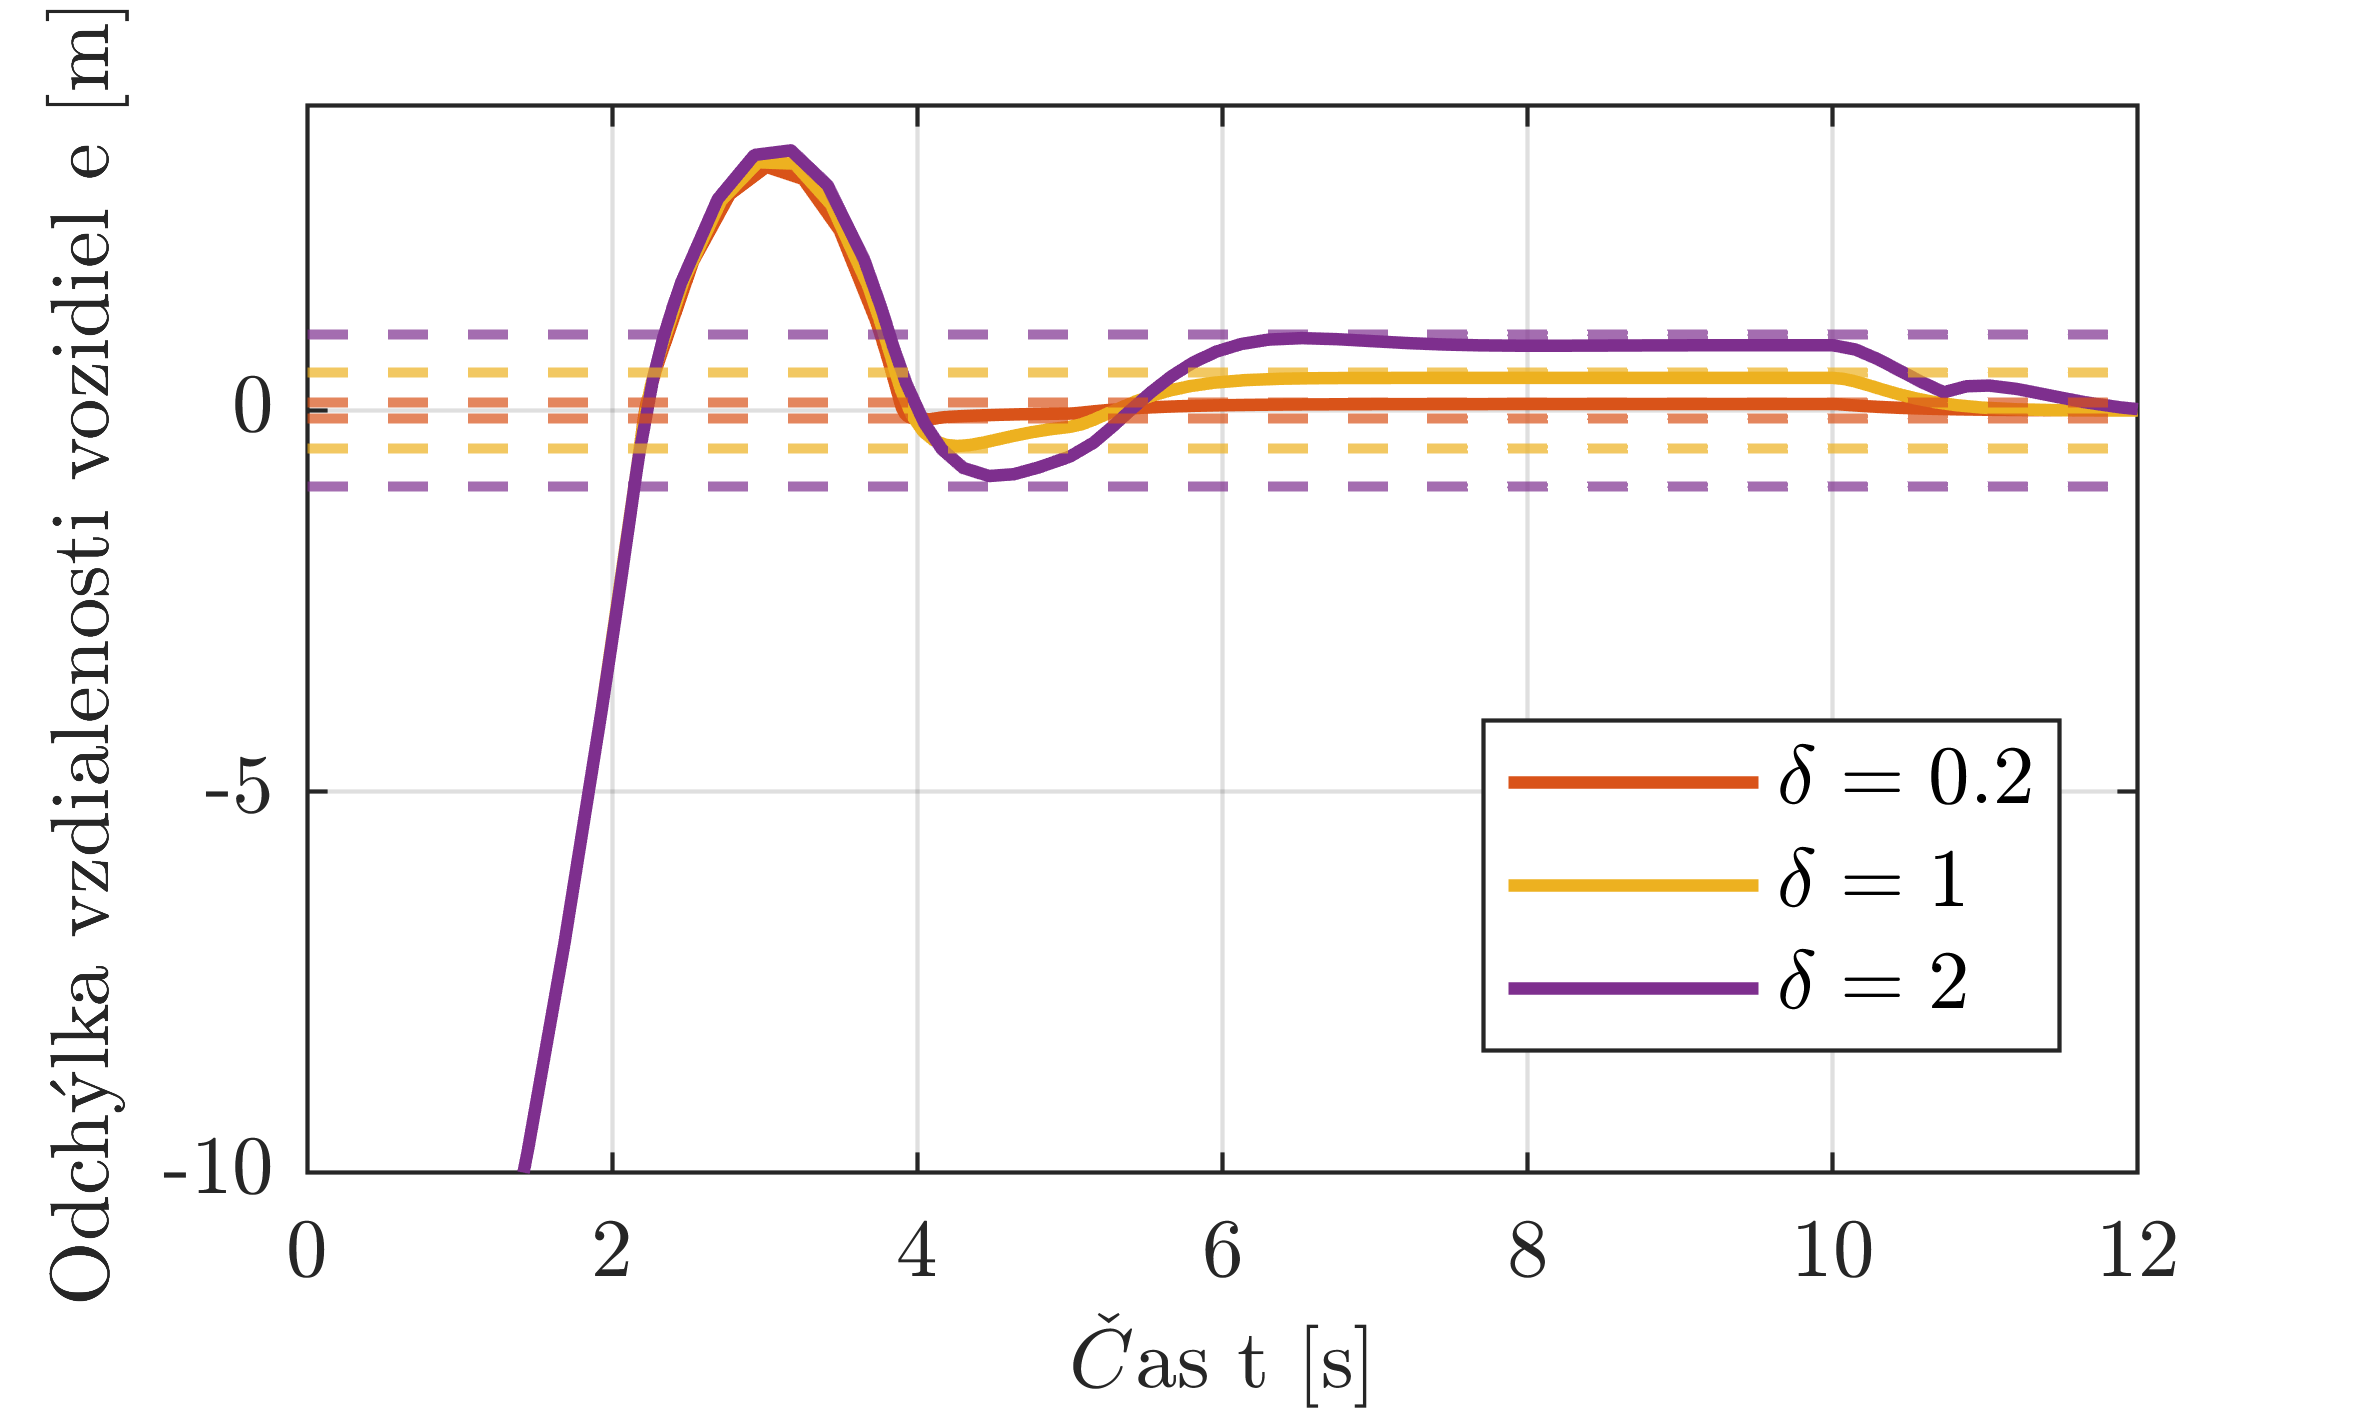 Odchýlka vzdialenosti vozidiel e [m]
0
-5
-10
0 2 4 6 8 10 12
Čas t [s]
δ = 0.2
δ = 1
δ = 2